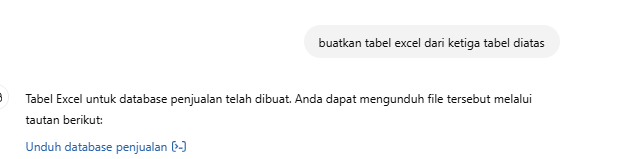 buatkan tabel excel dari ketiga tabel diatas
Tabel Excel untuk database penjualan telah dibuat. Anda dapat mengunduh file tersebut melalui
tautan berikut:
Unduh database penjualan [>-]